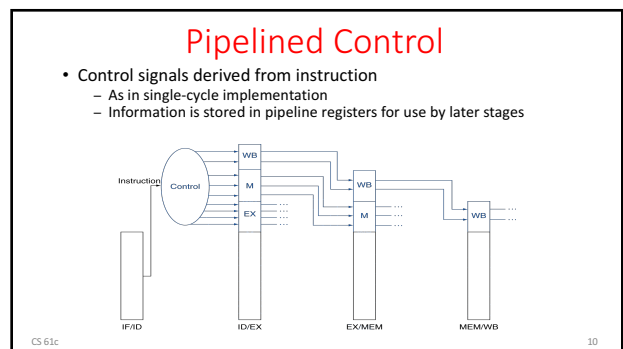 Pipelined Control
• Control signals derived from instruction
– As in single-cycle implementation
– Information is stored in pipeline registers for use by later stages
WB
Instruction
Control
M
WB
EX
M
WB
IF/ID
ID/EX
EX/MEM
MEM/WB
CS 61c
10